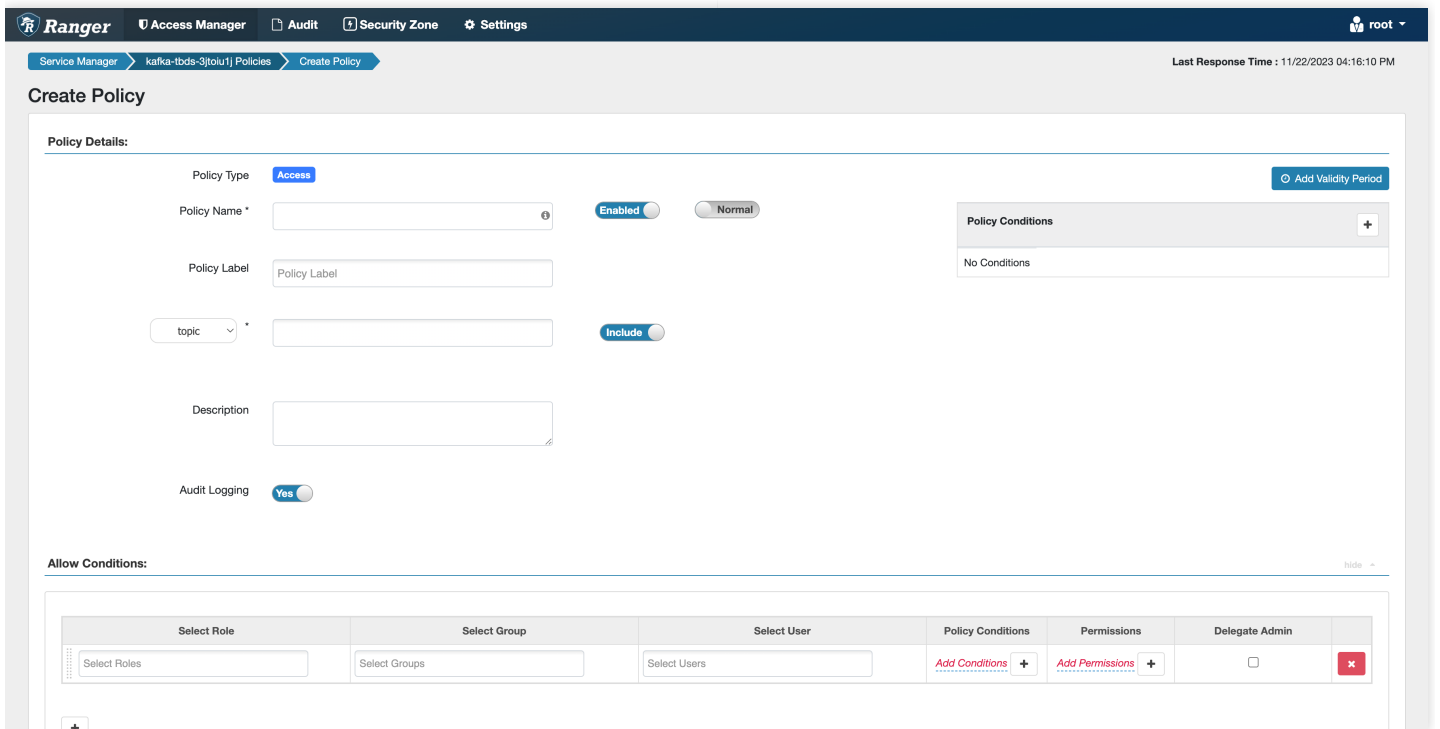 Ranger Access Manager Audit Security Zone Settings root
Service Manager kafka-tbds-3jtoiu1j Policies Create Policy Last Response Time : 11/22/2023 04:16:10 PM
Create Policy
Policy Details:
Policy Type Access Add Validity Period
Policy Name * Enabled Normal
Policy Conditions +
No Conditions
Policy Label Policy Label
topic * Include
Description
Audit Logging Yes
Allow Conditions: hide
Select Role Select Group Select User Policy Conditions Permissions Delegate Admin
Select Roles Select Groups Select Users Add Conditions + Add Permissions + x
+